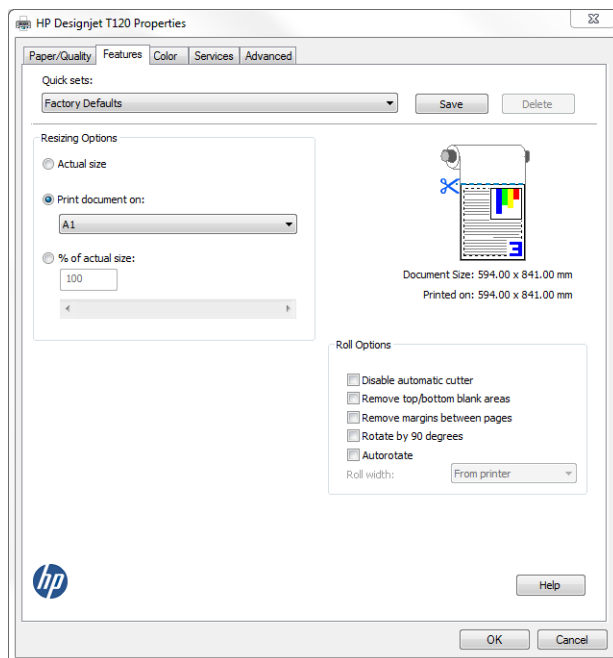 HP Designjet T120 Properties
Paper/Quality Features Color Services Advanced
Quick sets:
Factory Defaults Save Delete
Resizing Options
Actual size
Print document on:
A1
% of actual size:
100
3
Document Size: 594.00 x 841.00 mm
Printed on: 594.00 x 841.00 mm
Roll Options
Disable automatic cutter
Remove top/bottom blank areas
Remove margins between pages
Rotate by 90 degrees
Autorotate
Roll width: From printer
hp Help
OK Cancel